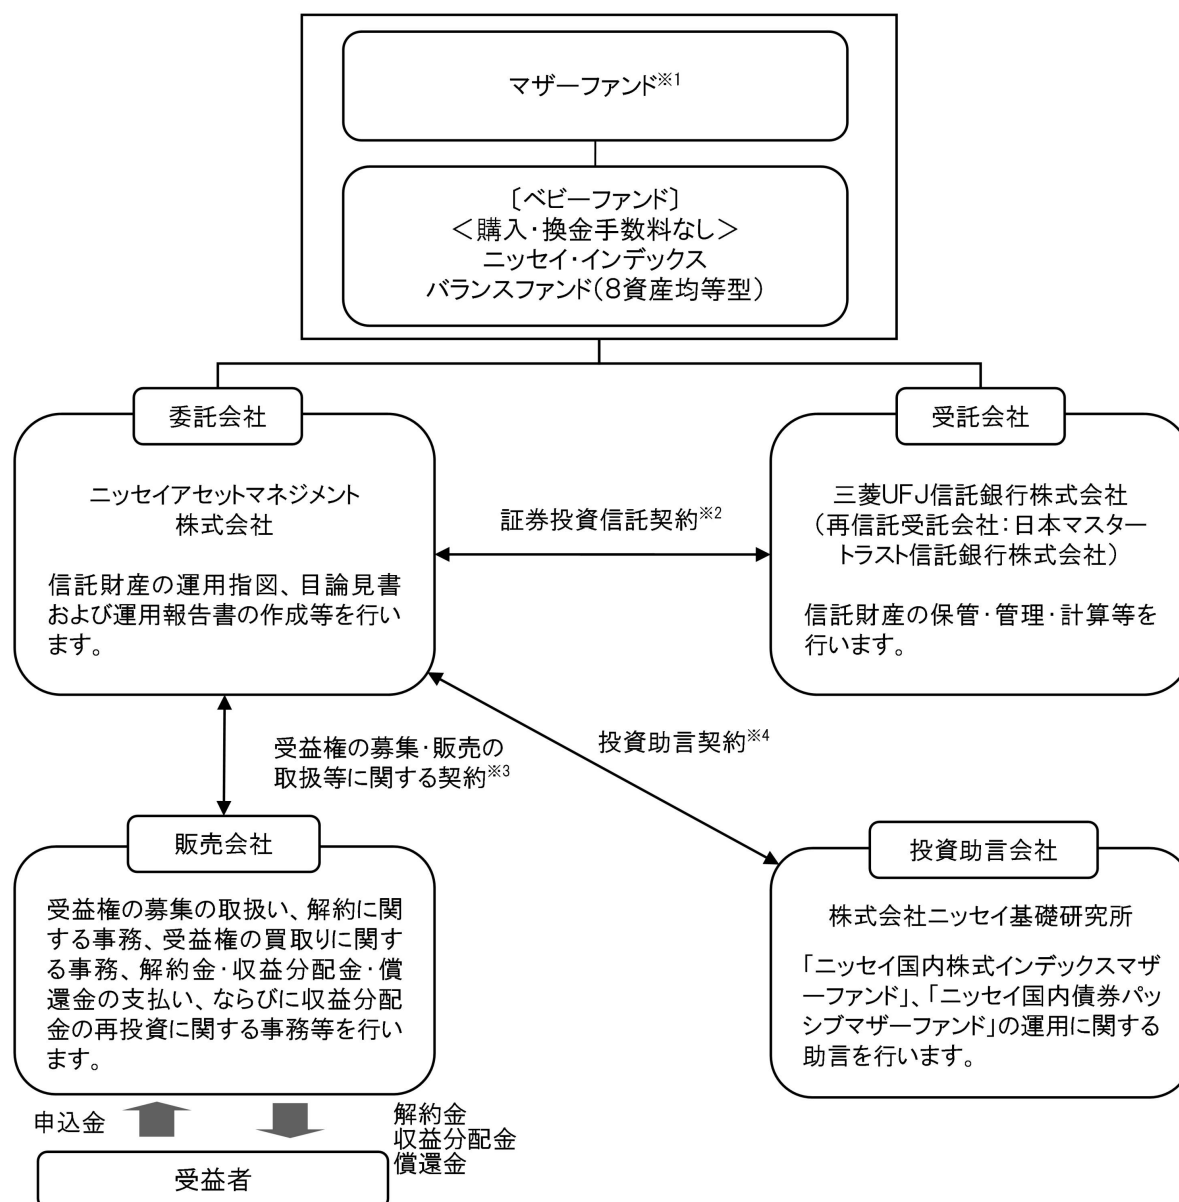 マザーファンド※1
〔ベビーファンド〕
＜購入・換金手数料なし＞
ニッセイ・インデックス
バランスファンド(８資産均等型)
委託会社
ニッセイアセットマネジメント
株式会社
信託財産の運用指図、目論見書
および運用報告書の作成等を行い
ます。
証券投資信託契約※2
受託会社
三菱UFJ信託銀行株式会社
(再信託受託会社：日本マスター
トラスト信託銀行株式会社)
信託財産の保管・管理・計算等を
行います。
受益権の募集・販売の
取扱等に関する契約※3
投資助言契約※4
販売会社
受益権の募集の取扱い、解約に関
する事務、受益権の買取りに関す
る事務、解約金・収益分配金・償
還金の支払い、ならびに収益分配
金の再投資に関する事務等を行い
ます。
投資助言会社
株式会社ニッセイ基礎研究所
「ニッセイ国内株式インデックスマザ
ーファンド」、「ニッセイ国内債券パッ
シブマザーファンド」の運用に関する
助言を行います。
申込金
解約金
収益分配金
償還金
受益者